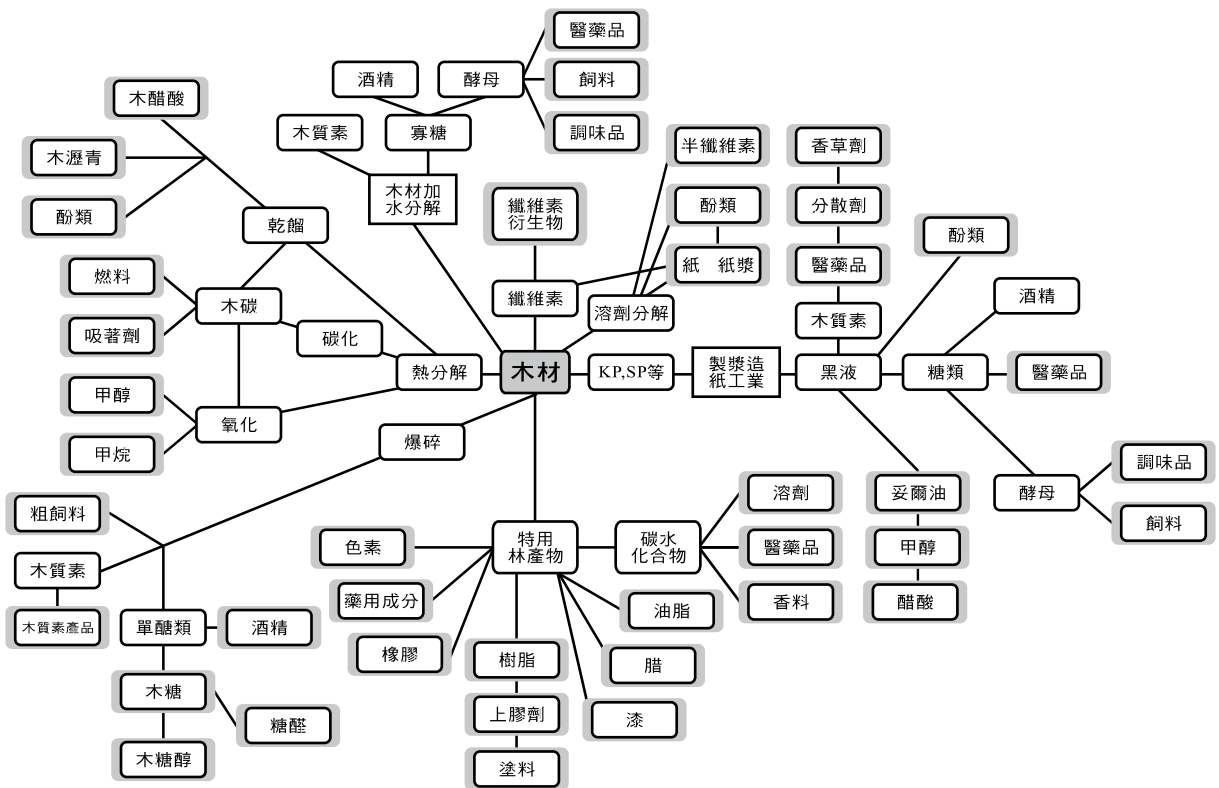 醫藥品
酒精
酵母
飼料
木醋酸
調味品
木質素
寡糖
半纖維素
香草劑
木瀝青
木材加
水分解
纖維素
衍生物
酚類
分散劑
酚類
乾餾
酚類
紙 紙漿
醫藥品
燃料
木碳
纖維素
溶劑分解
木質素
酒精
吸著劑
碳化
熱分解
木材
KP,SP等
製漿造
紙工業
黑液
糖類
醫藥品
甲醇
氧化
爆碎
甲烷
調味品
粗飼料
溶劑
妥爾油
酵母
飼料
色素
特用
林產物
碳水
化合物
醫藥品
甲醇
木質素
藥用成分
油脂
香料
醋酸
木質素產品
單醣類
酒精
橡膠
樹脂
腊
木糖
上膠劑
漆
糖醛
木糖醇
塗料